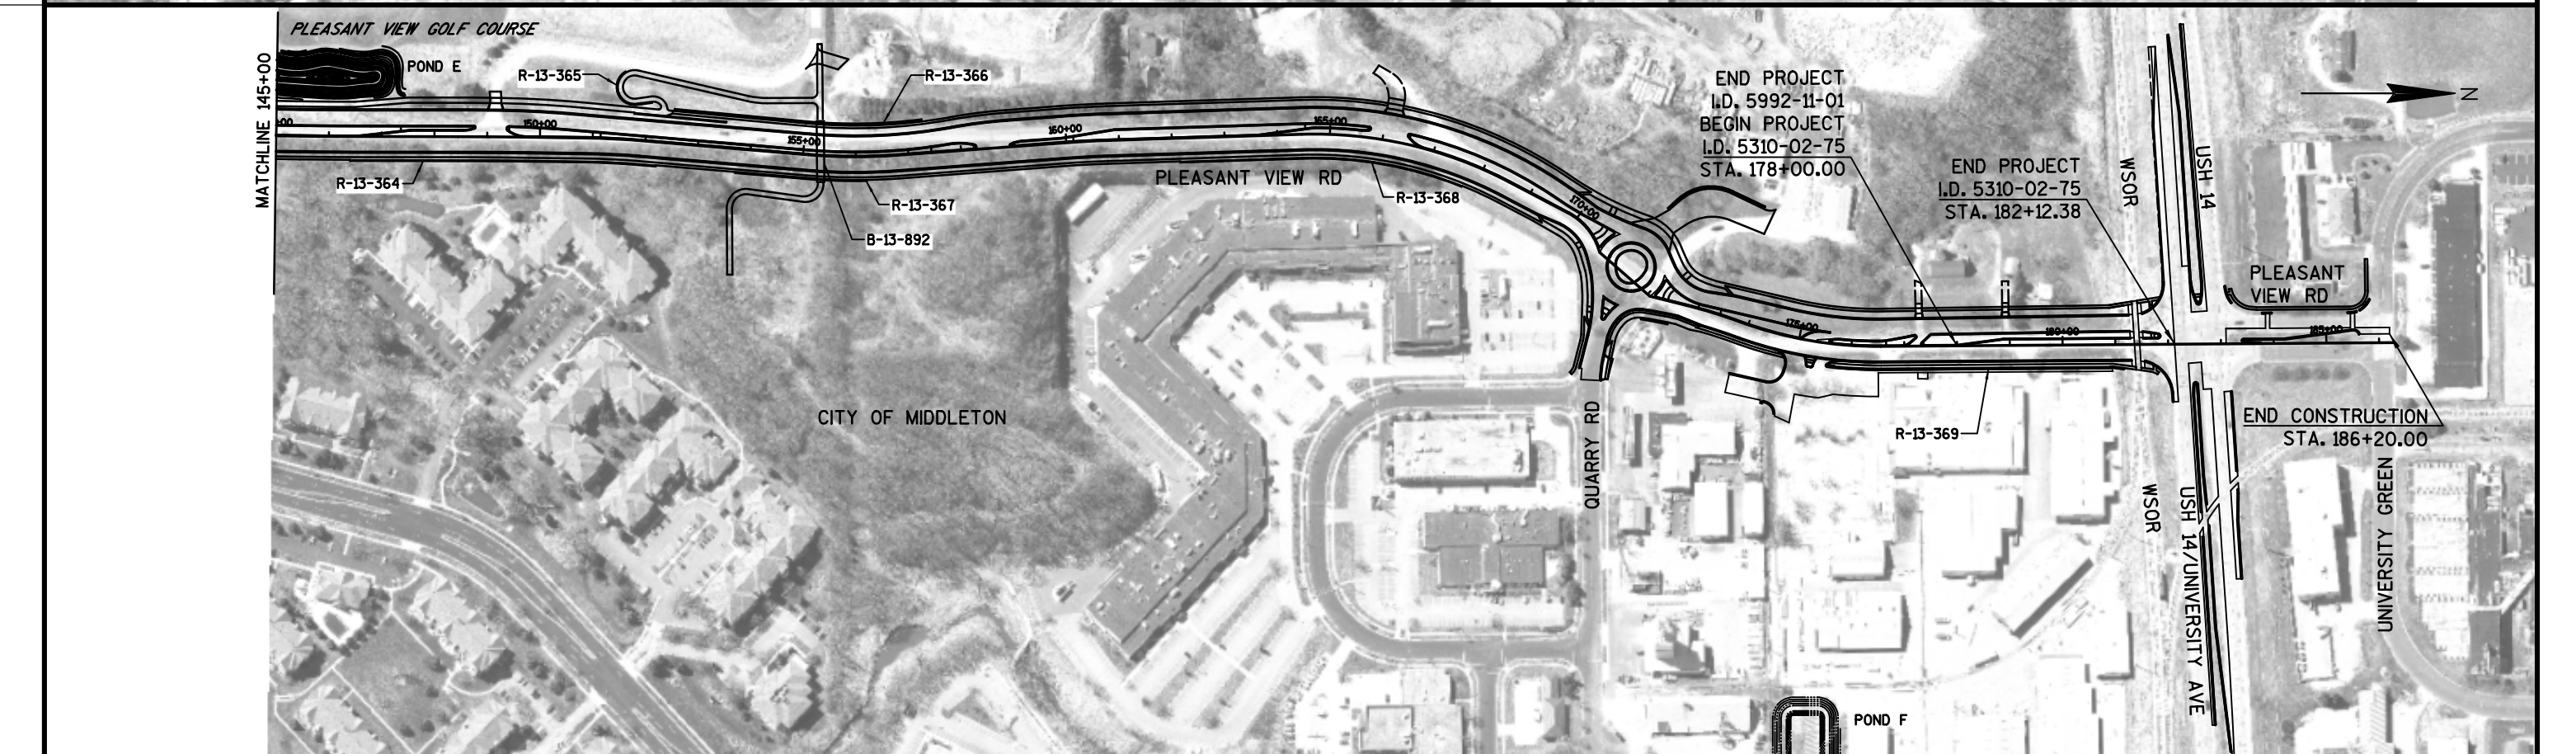 PLEASANT VIEW GOLF COURSE
MATCHLINE 145+00
POND E
+00
R-13-365
R-13-366
150+00
155+00
160+00
165+00
R-13-364
R-13-367
B-13-892
PLEASANT VIEW RD
R-13-368
170+00
END PROJECT
I.D. 5992-11-01
BEGIN PROJECT
I.D. 5310-02-75
STA. 178+00.00
END PROJECT
I.D. 5310-02-75
STA. 182+12.38
WSOR
USH 14
N
PLEASANT
VIEW RD
175+00
180+00
185+00
CITY OF MIDDLETON
QUARRY RD
R-13-369
END CONSTRUCTION
STA. 186+20.00
WSOR
USH 14/UNIVERSITY AVE
UNIVERSITY GREEN
POND F